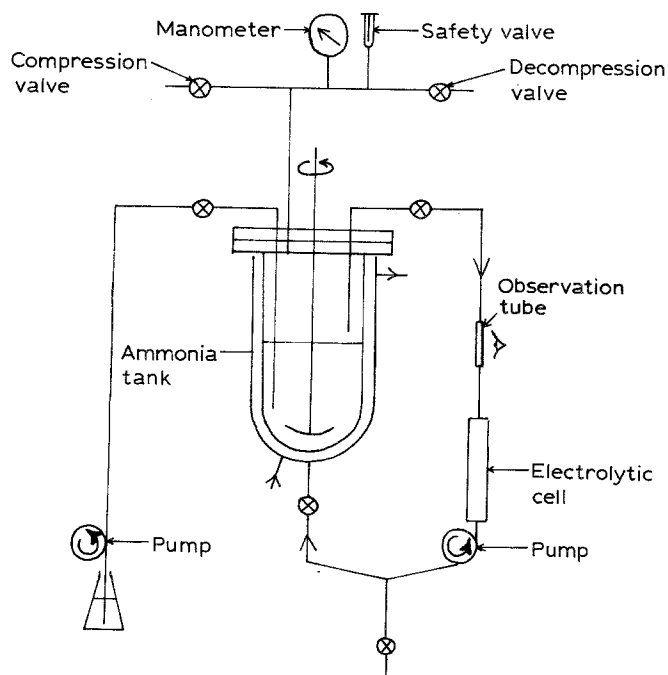 Manometer
Safety valve
Compression
valve
Decompression
valve
Observation
tube
Ammonia
tank
Electrolytic
cell
Pump
Pump